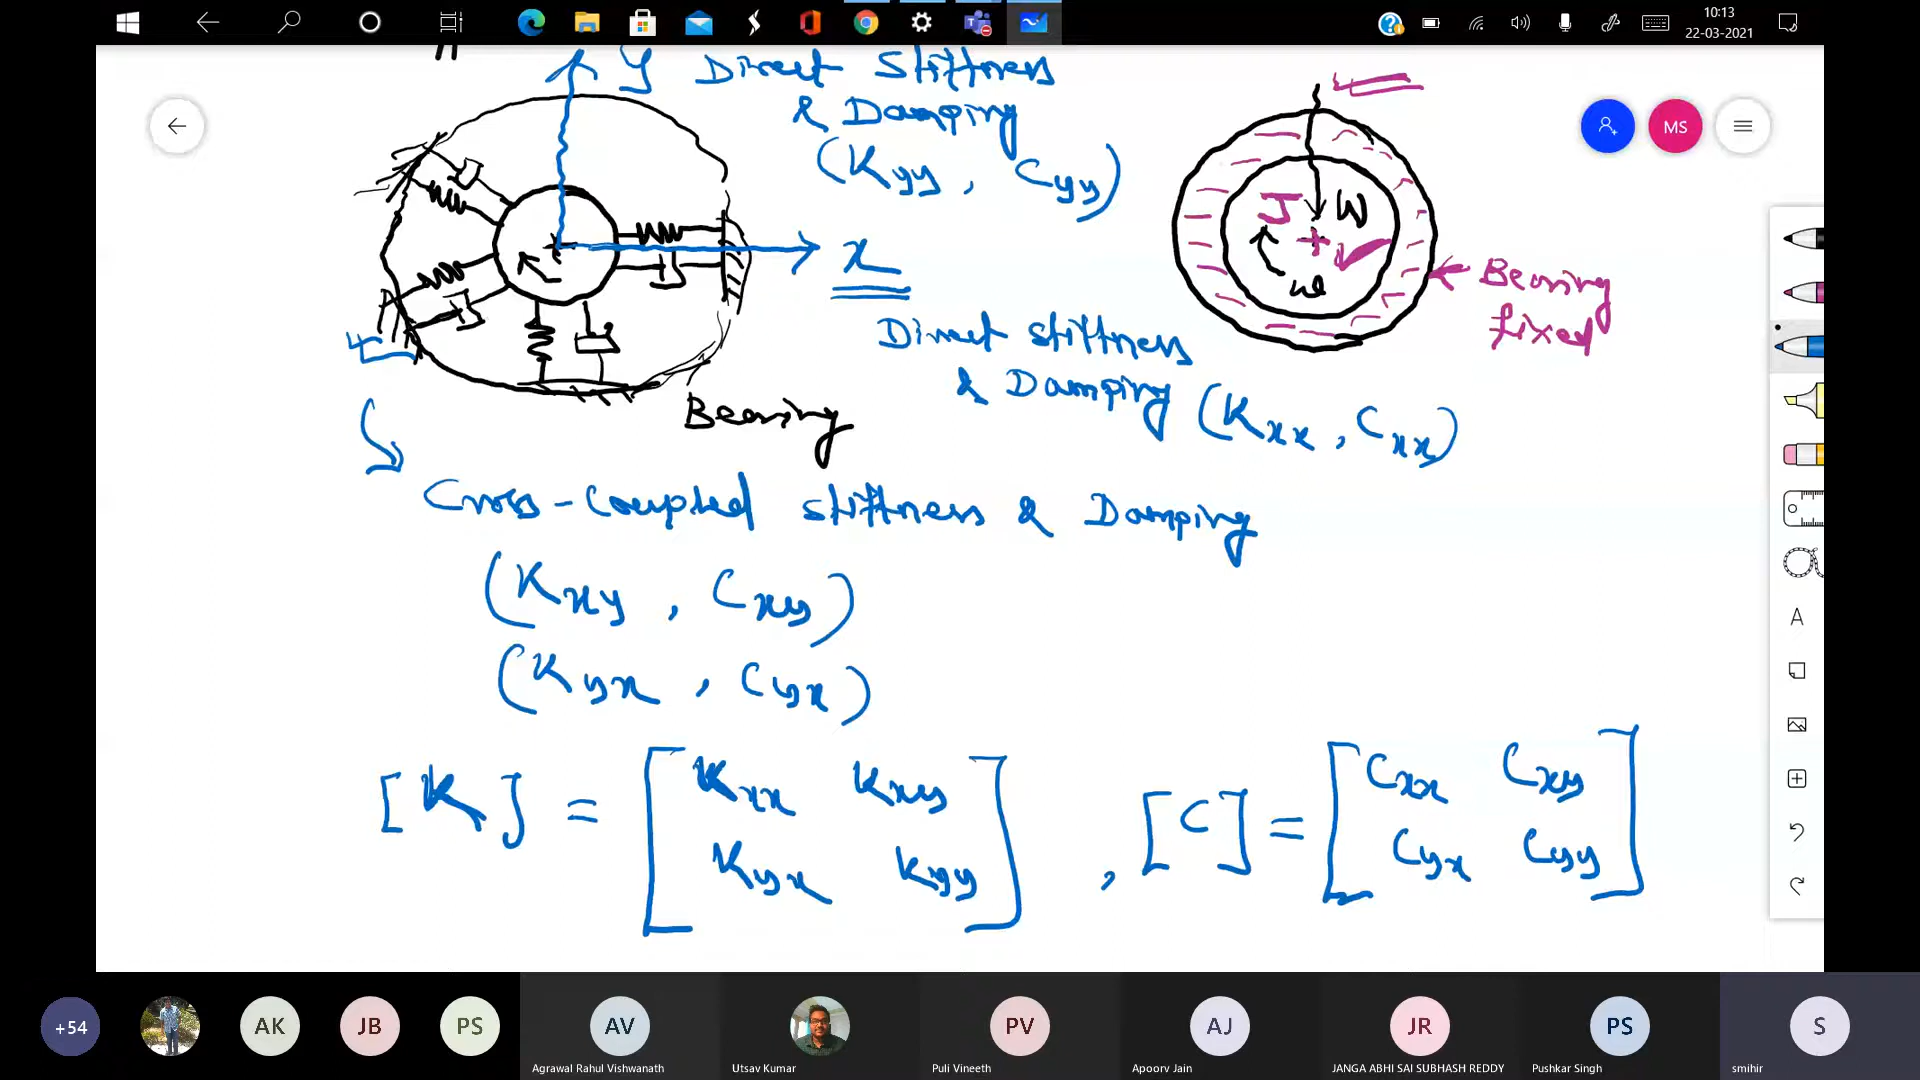 10:13
22-03-2021
y Direct Stiffness
& Damping
(Kyy, Cyy)
J W
ω
Bearing
fixed
x
Direct stiffness
& Damping (Kxx, Cxx)
Bearing
Cross-Coupled stiffness & Damping
(Kxy, Cxy)
(Kyx, Cyx)
[K] = [Kxx Kxy
Kyx Kyy]
, [C] = [Cxx Cxy
Cyx Cyy]
MS
A
+54
AK
JB
PS
AV
Agrawal Rahul Vishwanath
Utsav Kumar
PV
Puli Vineeth
AJ
Apoorv Jain
JR
JANGA ABHI SAI SUBHASH REDDY
PS
Pushkar Singh
S
smihir